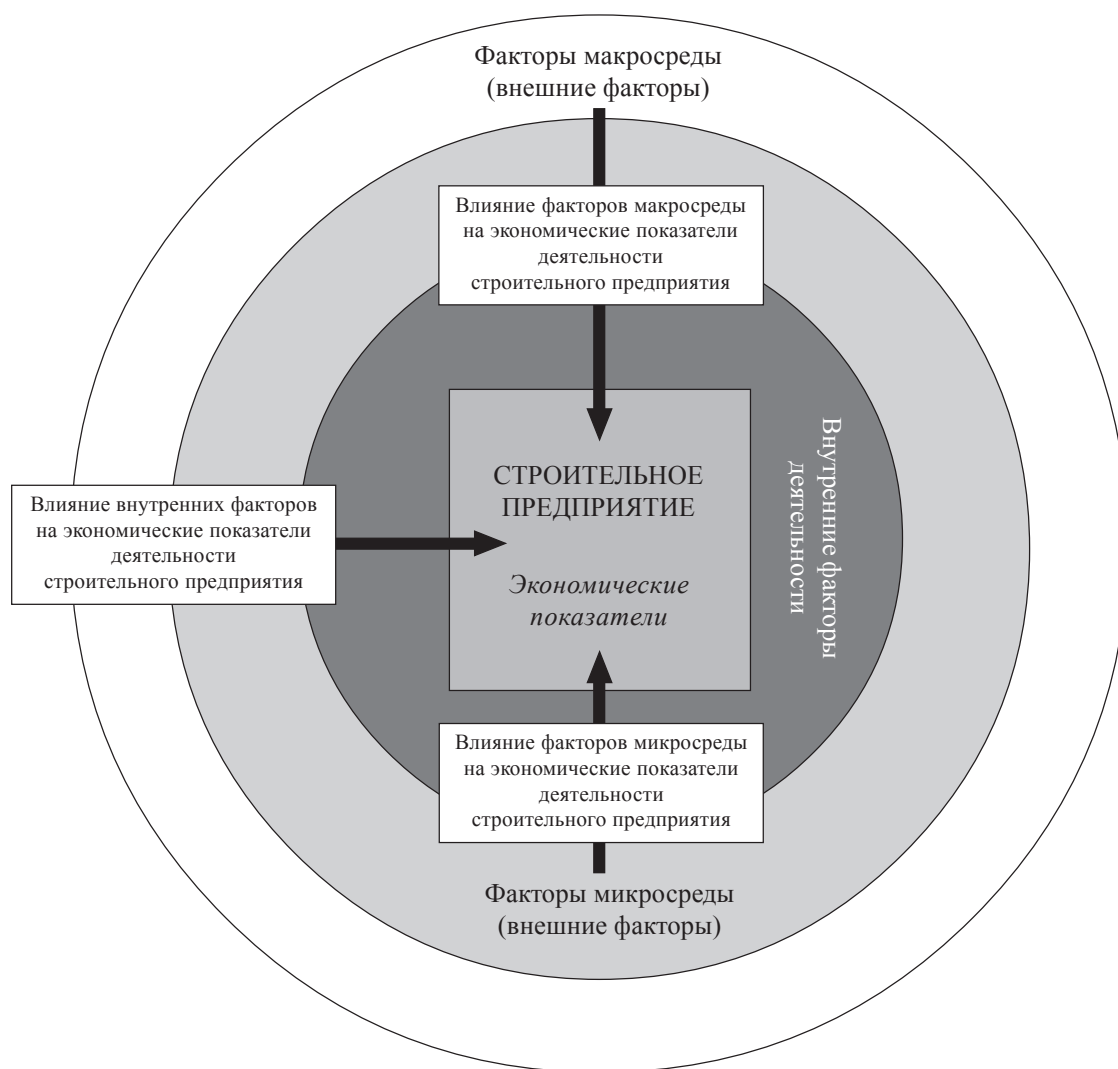 Факторы макросреды
(внешние факторы)
Влияние факторов макросреды
на экономические показатели
деятельности
строительного предприятия
СТРОИТЕЛЬНОЕ
ПРЕДПРИЯТИЕ
Экономические
показатели
Внутренние факторы
деятельности
Влияние внутренних факторов
на экономические показатели
деятельности
строительного предприятия
Влияние факторов микросреды
на экономические показатели
деятельности
строительного предприятия
Факторы микросреды
(внешние факторы)